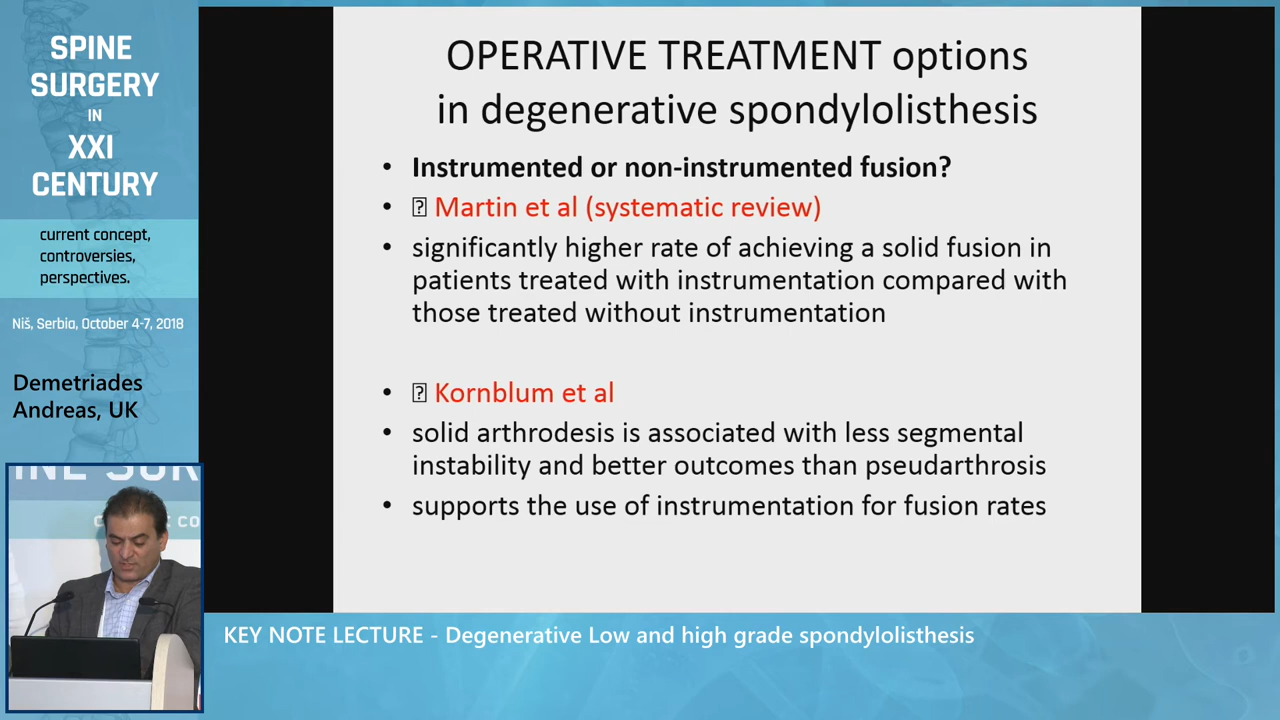 SPINE
SURGERY
IN
XXI
CENTURY
current concept,
controversies,
perspectives.
Niš, Serbia, October 4-7, 2018
Demetriades
Andreas, UK
OPERATIVE TREATMENT options
in degenerative spondylolisthesis
• Instrumented or non-instrumented fusion?
• Martin et al (systematic review)
• significantly higher rate of achieving a solid fusion in
patients treated with instrumentation compared with
those treated without instrumentation
• Kornblum et al
• solid arthrodesis is associated with less segmental
instability and better outcomes than pseudarthrosis
• supports the use of instrumentation for fusion rates
KEY NOTE LECTURE - Degenerative Low and high grade spondylolisthesis